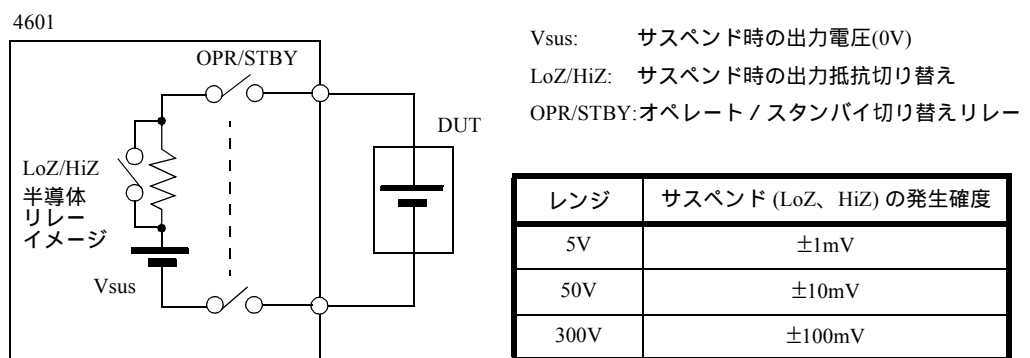 4601
OPR/STBY
DUT
LoZ/HiZ
半導体
リレー
イメージ
Vsus
Vsus: サスペンド時の出力電圧(0V)
LoZ/HiZ: サスペンド時の出力抵抗切り替え
OPR/STBY:オペレート / スタンバイ切り替えリレー
レンジ サスペンド (LoZ、HiZ) の発生確度
5V ±1mV
50V ±10mV
300V ±100mV